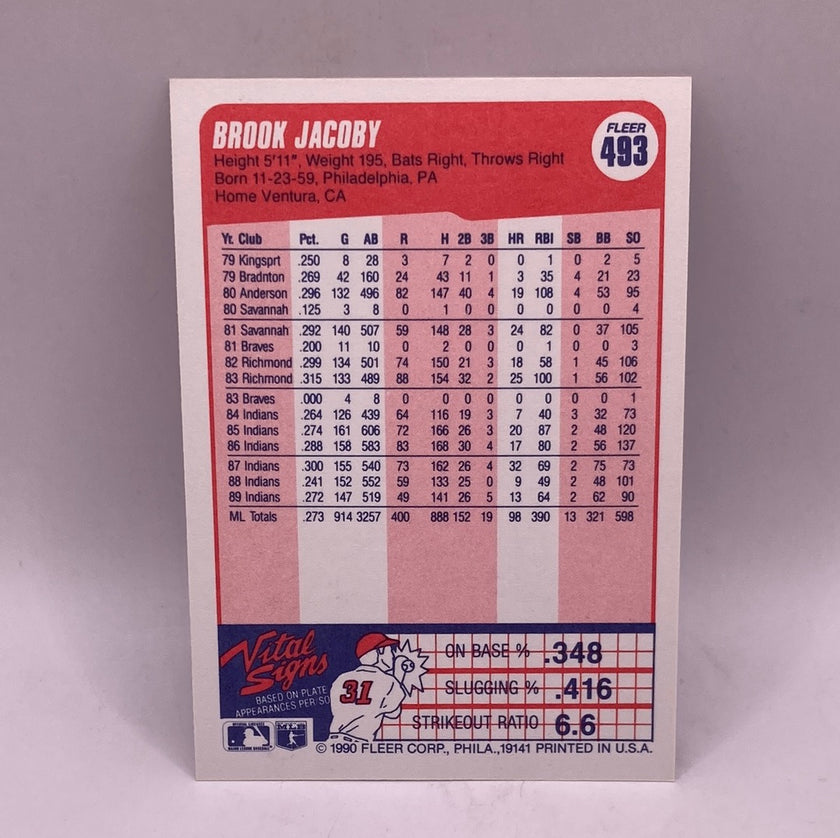 BROOK JACOBY
FLEER
493
Height 5'11", Weight 195, Bats Right, Throws Right
Born 11-23-59, Philadelphia, PA
Home Ventura, CA
Yr. Club Pct. G AB R H 2B 3B HR RBI SB BB SO
79 Kingsprt .250 8 28 3 7 2 0 0 1 0 2 5
79 Bradnton .269 42 160 24 43 11 1 3 35 4 21 23
80 Anderson .296 132 496 82 147 40 4 19 108 4 53 95
80 Savannah .125 3 8 0 1 0 0 0 0 0 0 4
81 Savannah .292 140 507 59 148 28 3 24 82 0 37 105
81 Braves .200 11 10 0 2 0 0 0 1 0 0 3
82 Richmond .299 134 501 74 150 21 3 18 58 1 45 106
83 Richmond .315 133 489 88 154 32 2 25 100 1 56 102
83 Braves .000 4 8 0 0 0 0 0 0 0 0 1
84 Indians .264 126 439 64 116 19 3 7 40 3 32 73
85 Indians .274 161 606 72 166 26 3 20 87 2 48 120
86 Indians .288 158 583 83 168 30 4 17 80 2 56 137
87 Indians .300 155 540 73 162 26 4 32 69 2 75 73
88 Indians .241 152 552 59 133 25 0 9 49 2 48 101
89 Indians .272 147 519 49 141 26 5 13 64 2 62 90
ML Totals .273 914 3257 400 888 152 19 98 390 13 321 598
Vital
Signs
BASED ON PLATE
APPEARANCES PER SO
31
ON BASE % .348
SLUGGING % .416
STRIKEOUT RATIO 6.6
MLB
© 1990 FLEER CORP., PHILA.,19141 PRINTED IN U.S.A.